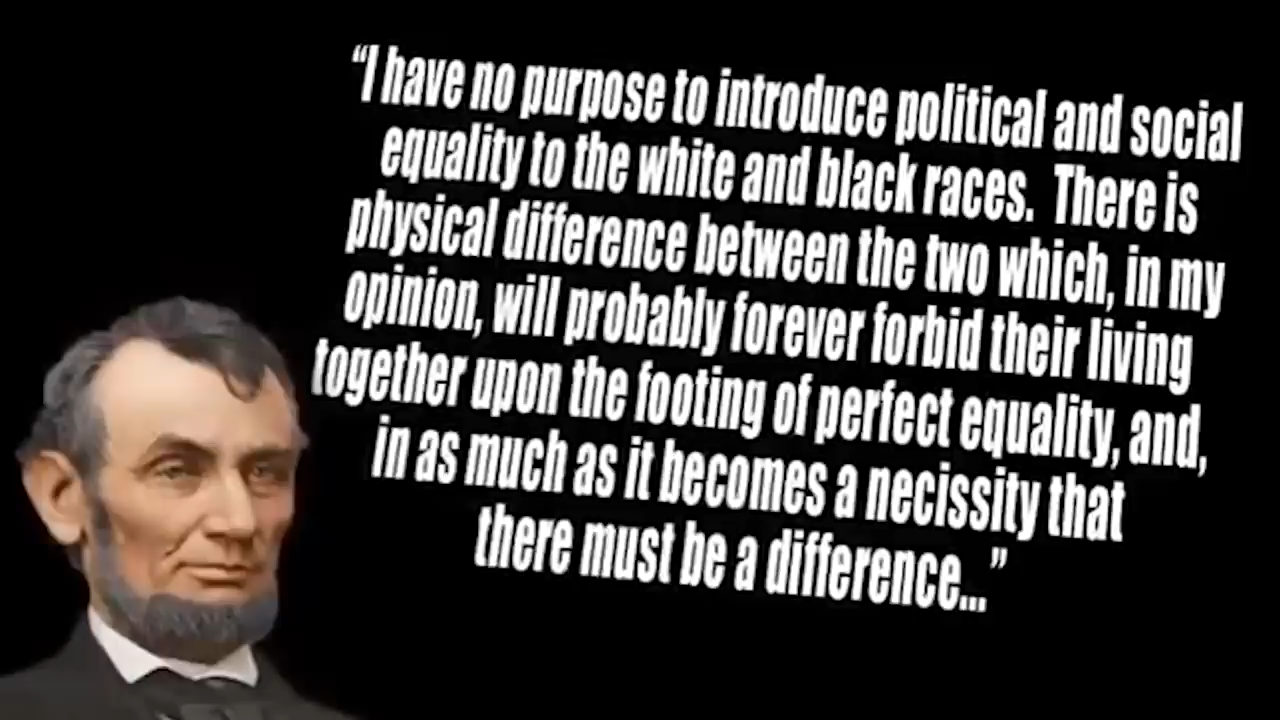 “I have no purpose to introduce political and social
equality to the white and black races.  There is
physical difference between the two which, in my
opinion, will probably forever forbid their living
together upon the footing of perfect equality, and,
in as much as it becomes a necissity that
there must be a difference...”